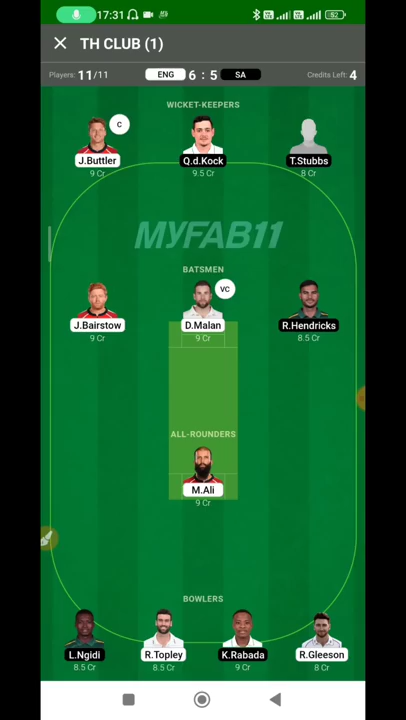 17:31
52
TH CLUB (1)
Players: 11/11 ENG 6 : 5 SA Credits Left: 4
WICKET-KEEPERS
C
J.Buttler Q.d.Kock T.Stubbs
9 Cr 9.5 Cr 8 Cr
MYFAB11
BATSMEN
VC
J.Bairstow D.Malan R.Hendricks
9 Cr 9 Cr 8.5 Cr
ALL-ROUNDERS
M.Ali
9 Cr
BOWLERS
L.Ngidi R.Topley K.Rabada R.Gleeson
8.5 Cr 8.5 Cr 9 Cr 8 Cr